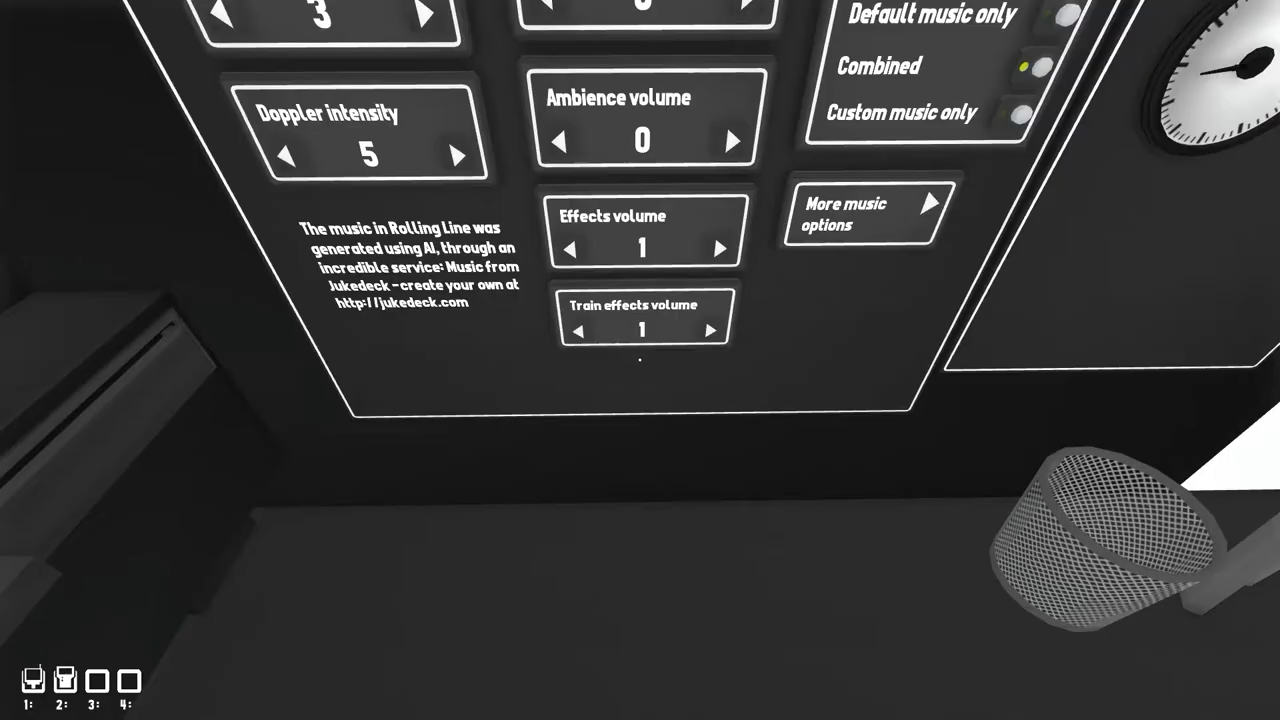 3
Doppler intensity
5
The music in Rolling Line was
generated using AI, through an
incredible service: Music from
Jukedeck - create your own at
http://jukedeck.com
Ambience volume
0
Effects volume
1
Train effects volume
1
Default music only
Combined
Custom music only
More music
options
1:
2:
3:
4: